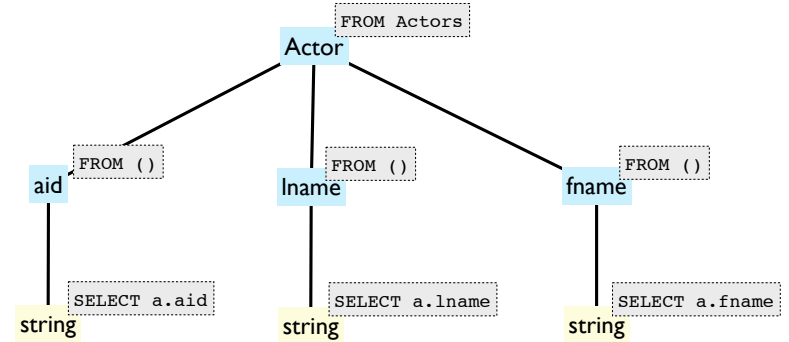 FROM Actors
Actor
FROM ()
aid
FROM ()
lname
FROM ()
fname
SELECT a.aid
string
SELECT a.lname
string
SELECT a.fname
string